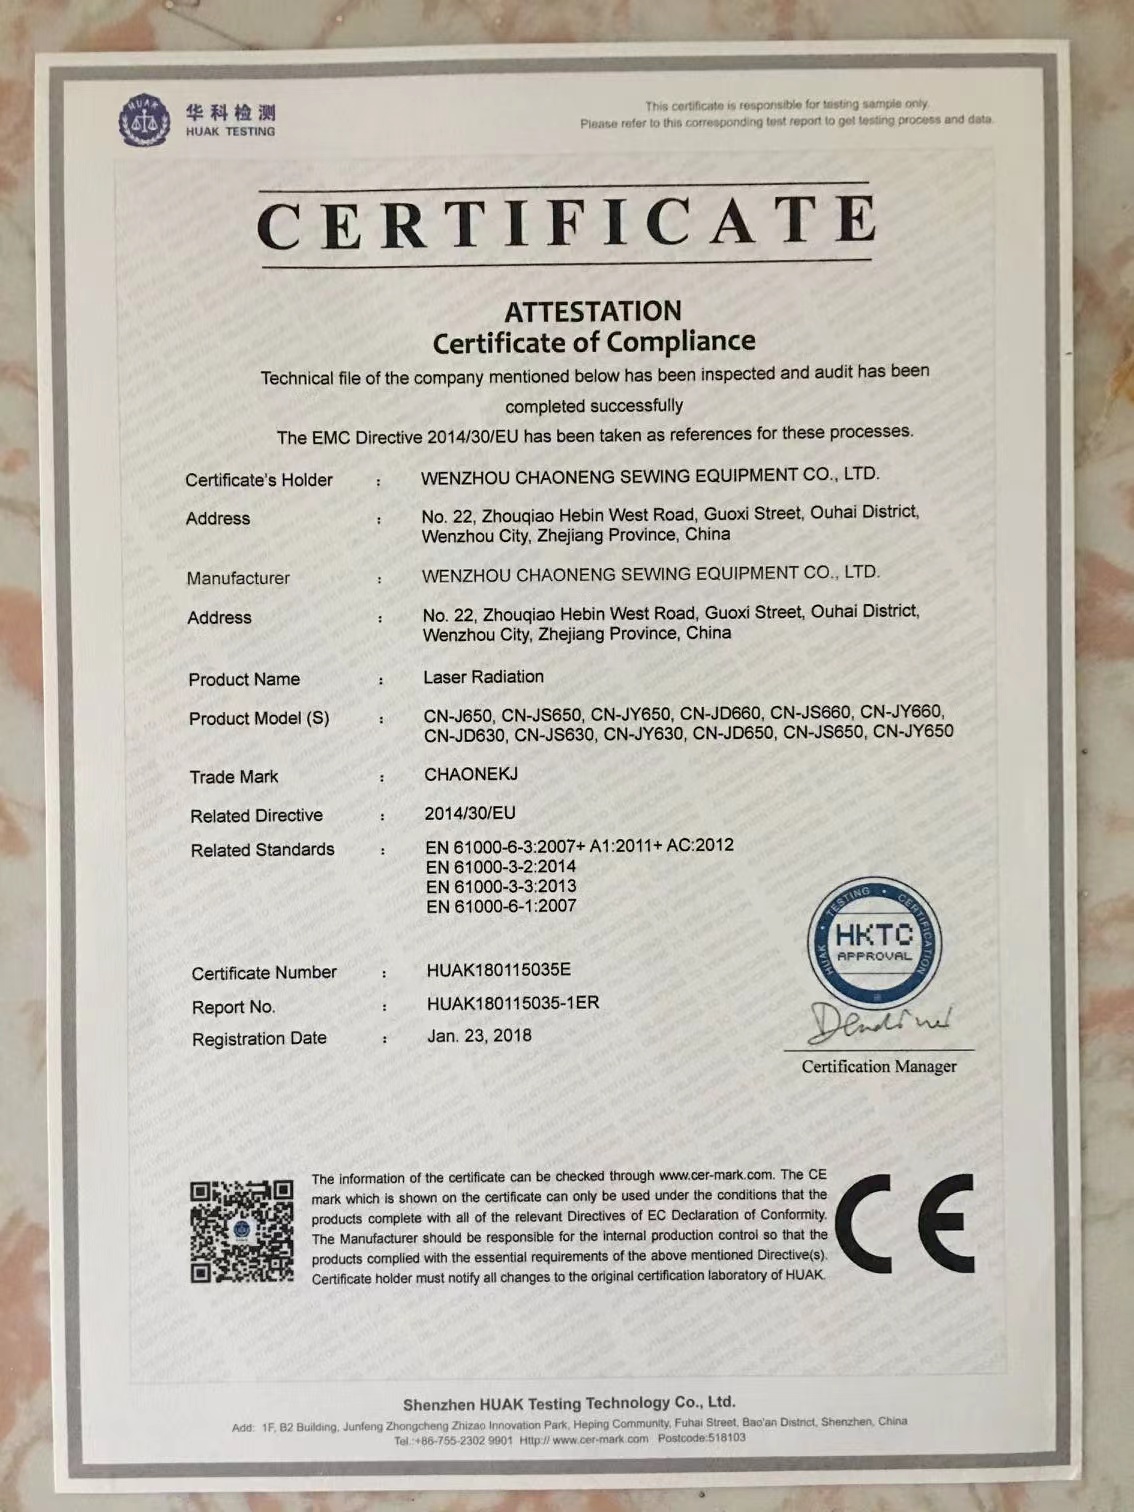 HUAK
华科检测
HUAK TESTING
This certificate is responsible for testing sample only.
Please refer to this corresponding test report to get testing process and data.
CERTIFICATE
ATTESTATION
Certificate of Compliance
Technical file of the company mentioned below has been inspected and audit has been
completed successfully
The EMC Directive 2014/30/EU has been taken as references for these processes.
Certificate's Holder : WENZHOU CHAONENG SEWING EQUIPMENT CO., LTD.
Address : No. 22, Zhouqiao Hebin West Road, Guoxi Street, Ouhai District,
Wenzhou City, Zhejiang Province, China
Manufacturer : WENZHOU CHAONENG SEWING EQUIPMENT CO., LTD.
Address : No. 22, Zhouqiao Hebin West Road, Guoxi Street, Ouhai District,
Wenzhou City, Zhejiang Province, China
Product Name : Laser Radiation
Product Model (S) : CN-J650, CN-JS650, CN-JY650, CN-JD660, CN-JS660, CN-JY660,
CN-JD630, CN-JS630, CN-JY630, CN-JD650, CN-JS650, CN-JY650
Trade Mark : CHAONEKJ
Related Directive : 2014/30/EU
Related Standards : EN 61000-6-3:2007+ A1:2011+ AC:2012
EN 61000-3-2:2014
EN 61000-3-3:2013
EN 61000-6-1:2007
HUAK • TESTING • CERTIFICATION
HKTC
APPROVAL
Certificate Number : HUAK180115035E
Report No. : HUAK180115035-1ER
Registration Date : Jan. 23, 2018
Certification Manager
The information of the certificate can be checked through www.cer-mark.com. The CE
mark which is shown on the certificate can only be used under the conditions that the
products complete with all of the relevant Directives of EC Declaration of Conformity.
The Manufacturer should be responsible for the internal production control so that the
products complied with the essential requirements of the above mentioned Directive(s).
Certificate holder must notify all changes to the original certification laboratory of HUAK.
CE
Shenzhen HUAK Testing Technology Co., Ltd.
Add: 1F, B2 Building, Junfeng Zhongcheng Zhizao Innovation Park, Heping Community, Fuhai Street, Bao'an District, Shenzhen, China
Tel.:+86-755-2302 9901 Http:// www.cer-mark.com Postcode:518103